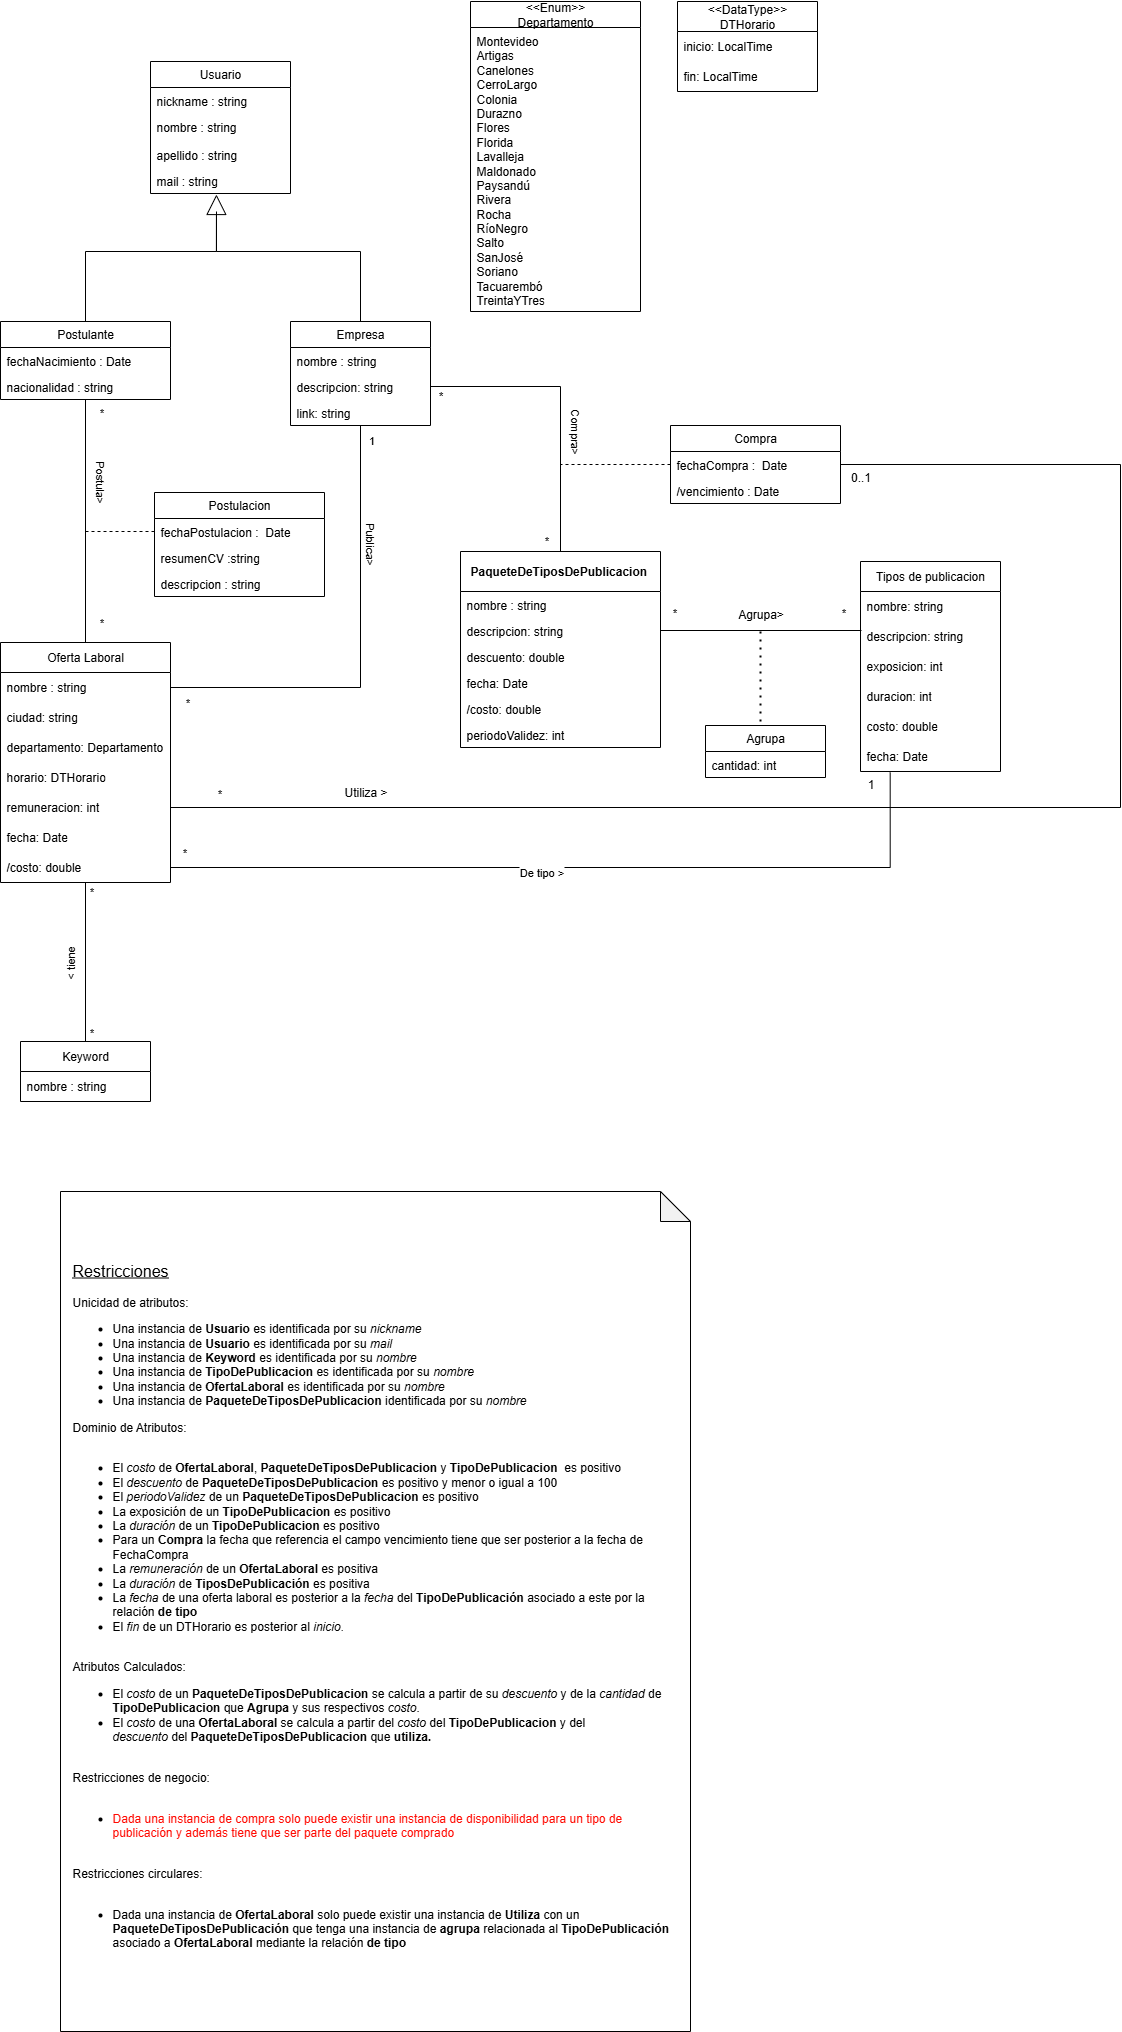 <<Enum>>
Departamento
Montevideo
Artigas
Canelones
CerroLargo
Colonia
Durazno
Flores
Florida
Lavalleja
Maldonado
Paysandú
Rivera
Rocha
RíoNegro
Salto
SanJosé
Soriano
Tacuarembó
TreintaYTres
<<DataType>>
DTHorario
inicio: LocalTime
fin: LocalTime
Usuario
nickname : string
nombre : string
apellido : string
mail : string
Postulante
fechaNacimiento : Date
nacionalidad : string
Empresa
nombre : string
descripcion: string
link: string
*
*
1
Compra>
Compra
fechaCompra :  Date
/vencimiento : Date
0..1
Postula>
Postulacion
fechaPostulacion :  Date
resumenCV :string
descripcion : string
Publica>
*
*
PaqueteDeTiposDePublicacion
nombre : string
descripcion: string
descuento: double
fecha: Date
/costo: double
periodoValidez: int
*
Agrupa>
*
Agrupa
cantidad: int
Tipos de publicacion
nombre: string
descripcion: string
exposicion: int
duracion: int
costo: double
fecha: Date
1
Oferta Laboral
nombre : string
ciudad: string
departamento: Departamento
horario: DTHorario
remuneracion: int
fecha: Date
/costo: double
*
*
Utiliza >
*
De tipo >
*
< tiene
*
Keyword
nombre : string
Restricciones
Unicidad de atributos:
• Una instancia de Usuario es identificada por su nickname
• Una instancia de Usuario es identificada por su mail
• Una instancia de Keyword es identificada por su nombre
• Una instancia de TipoDePublicacion es identificada por su nombre
• Una instancia de OfertaLaboral es identificada por su nombre
• Una instancia de PaqueteDeTiposDePublicacion identificada por su nombre
Dominio de Atributos:
• El costo de OfertaLaboral, PaqueteDeTiposDePublicacion y TipoDePublicacion  es positivo
• El descuento de PaqueteDeTiposDePublicacion es positivo y menor o igual a 100
• El periodoValidez de un PaqueteDeTiposDePublicacion es positivo
• La exposición de un TipoDePublicacion es positivo
• La duración de un TipoDePublicacion es positivo
• Para un Compra la fecha que referencia el campo vencimiento tiene que ser posterior a la fecha de
FechaCompra
• La remuneración de un OfertaLaboral es positiva
• La duración de TiposDePublicación es positiva
• La fecha de una oferta laboral es posterior a la fecha del TipoDePublicación asociado a este por la
relación de tipo
• El fin de un DTHorario es posterior al inicio.
Atributos Calculados:
• El costo de un PaqueteDeTiposDePublicacion se calcula a partir de su descuento y de la cantidad de
TipoDePublicacion que Agrupa y sus respectivos costo.
• El costo de una OfertaLaboral se calcula a partir del costo del TipoDePublicacion y del
descuento del PaqueteDeTiposDePublicacion que utiliza.
Restricciones de negocio:
• Dada una instancia de compra solo puede existir una instancia de disponibilidad para un tipo de
publicación y además tiene que ser parte del paquete comprado
Restricciones circulares:
• Dada una instancia de OfertaLaboral solo puede existir una instancia de Utiliza con un
PaqueteDeTiposDePublicación que tenga una instancia de agrupa relacionada al TipoDePublicación
asociado a OfertaLaboral mediante la relación de tipo